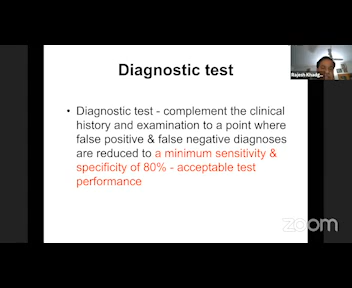 Diagnostic test
• Diagnostic test - complement the clinical
history and examination to a point where
false positive & false negative diagnoses
are reduced to a minimum sensitivity &
specificity of 80% - acceptable test
performance
Rajesh
zoom